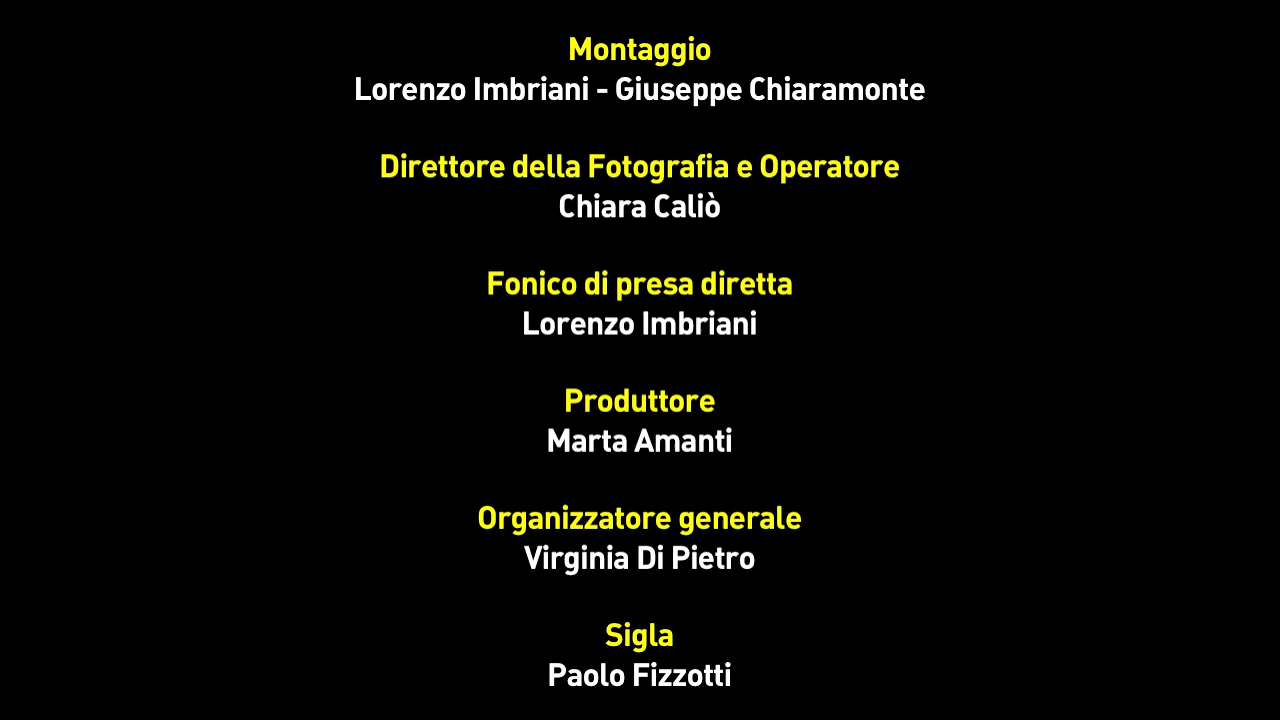 Montaggio
Lorenzo Imbriani - Giuseppe Chiaramonte
Direttore della Fotografia e Operatore
Chiara Caliò
Fonico di presa diretta
Lorenzo Imbriani
Produttore
Marta Amanti
Organizzatore generale
Virginia Di Pietro
Sigla
Paolo Fizzotti